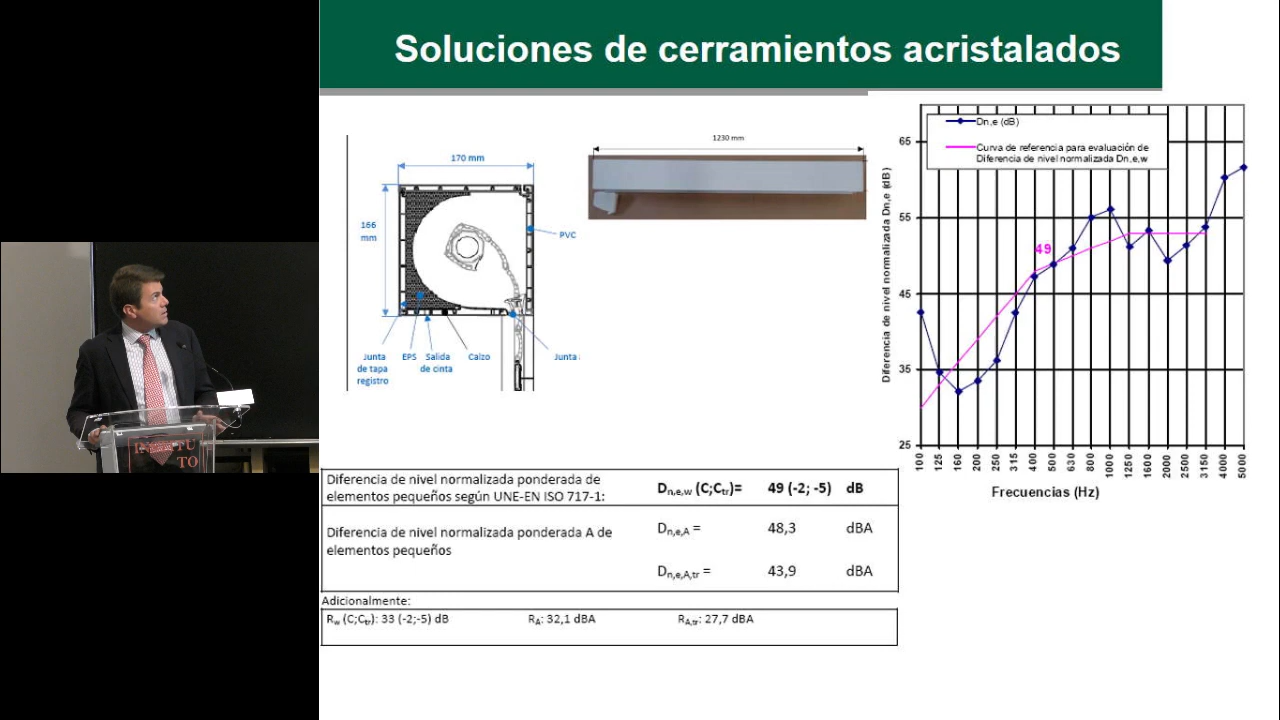 Soluciones de cerramientos acristalados
170 mm
166
mm
PVC
Junta
de tapa
registro
EPS
Salida
de cinta
Calzo
Junta
1230 mm
Dn,e (dB)
Curva de referencia para evaluación de
Diferencia de nivel normalizada Dn,e,w
Diferencia de nivel normalizada Dn,e (dB)
65
55
45
35
25
49
100 125 160 200 250 315 400 500 630 800 1000 1250 1600 2000 2500 3150 4000 5000
Frecuencias (Hz)
Diferencia de nivel normalizada ponderada de
elementos pequeños según UNE-EN ISO 717-1:
Dn,e,w (C;Ctr)= 49 (-2; -5) dB
Diferencia de nivel normalizada ponderada A de
elementos pequeños
Dn,e,A = 48,3 dBA
Dn,e,A,tr = 43,9 dBA
Adicionalmente:
Rw (C;Ctr): 33 (-2;-5) dB RA: 32,1 dBA RA,tr: 27,7 dBA
INSTITU
TO